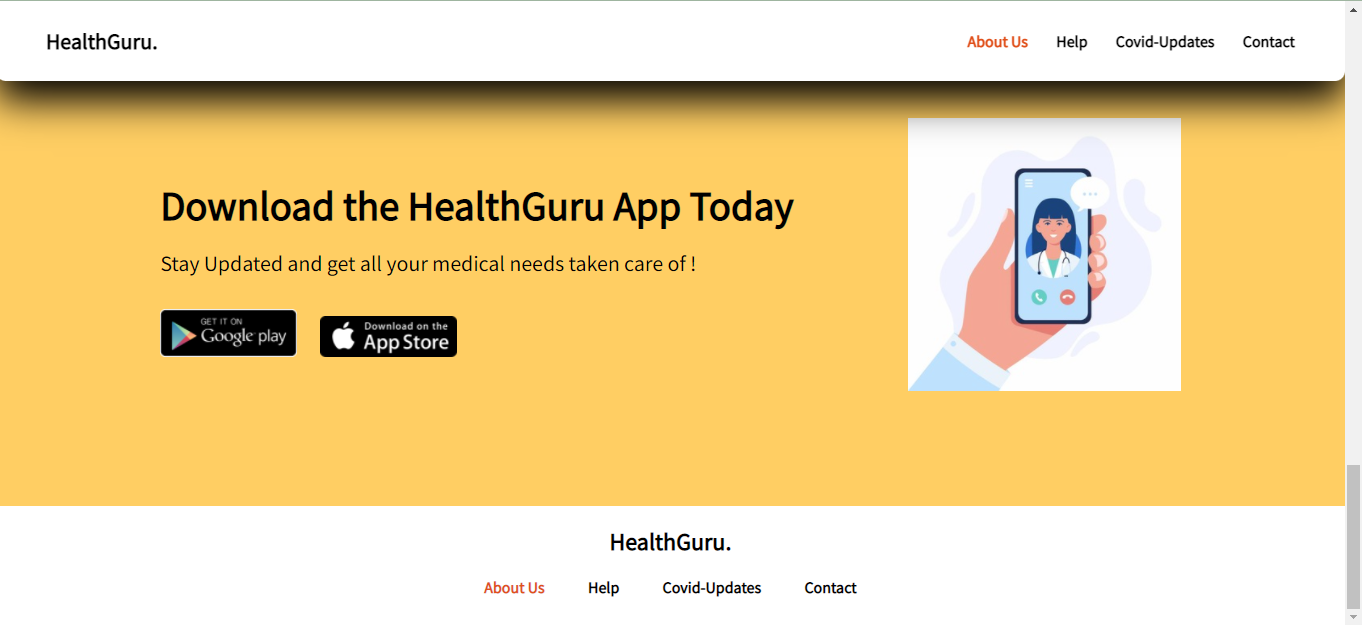 HealthGuru.
About Us Help Covid-Updates Contact
Download the HealthGuru App Today
Stay Updated and get all your medical needs taken care of !
GET IT ON
Google play
Download on the
App Store
HealthGuru.
About Us Help Covid-Updates Contact